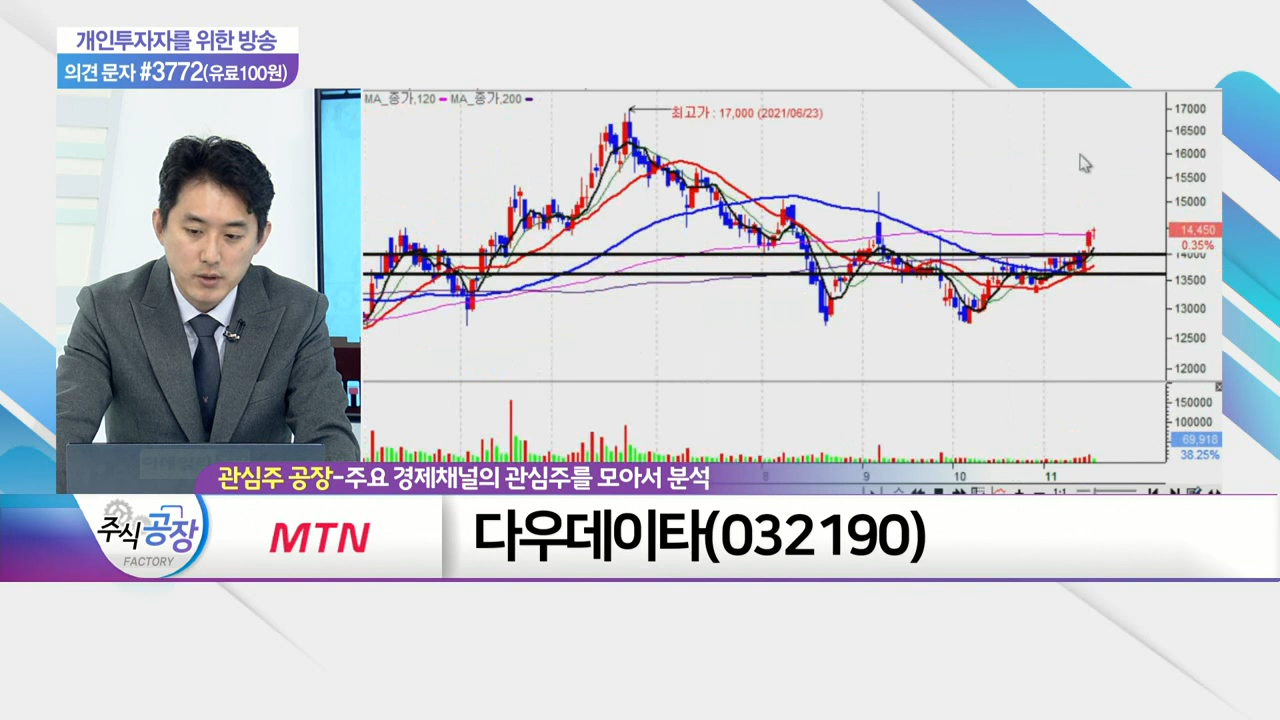 개인투자자를 위한 방송
의견 문자 #3772(유료100원)
MA_종가,120 MA_종가,200
최고가 : 17,000 (2021/06/23)
17000
16500
16000
15500
15000
14,450
0.35%
14000
13500
13000
12500
12000
150000
100000
69,918
38.25%
8 9 10 11
관심주 공장-주요 경제채널의 관심주를 모아서 분석
주식공장
FACTORY
MTN
다우데이타(032190)